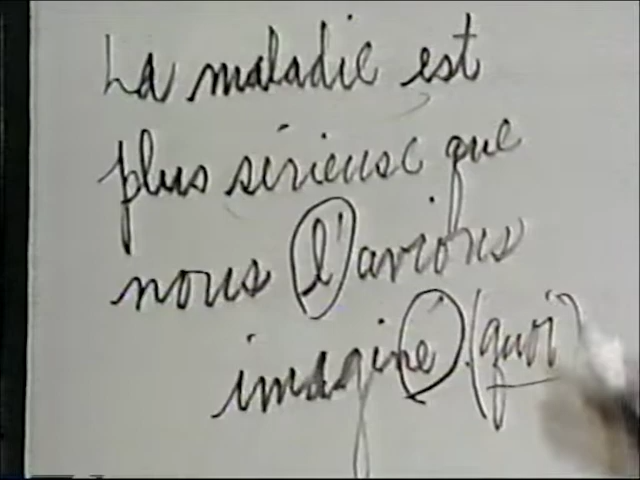 La maladie est
plus sérieuse que
nous l'avions
imaginé (quoi)